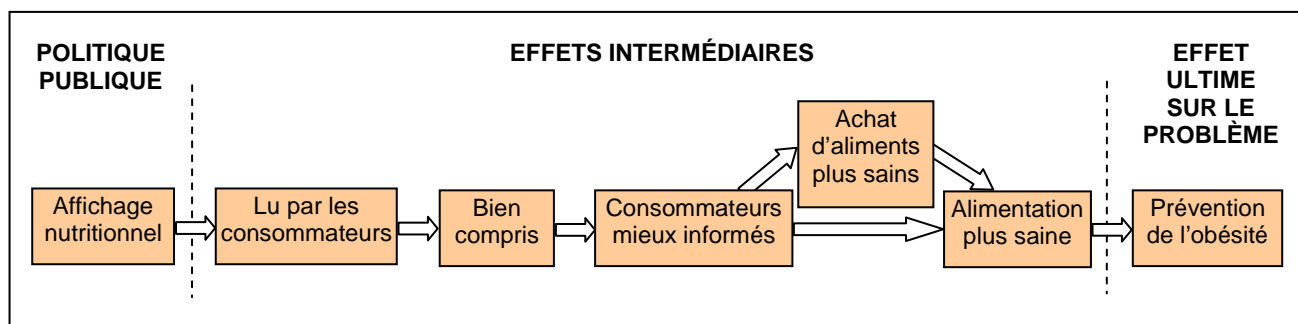 POLITIQUE
PUBLIQUE
EFFETS INTERMÉDIAIRES
EFFET
ULTIME
SUR LE
PROBLÈME
Affichage
nutritionnel
Lu par les
consommateurs
Bien
compris
Consommateurs
mieux informés
Achat
d’aliments
plus sains
Alimentation
plus saine
Prévention
de l’obésité